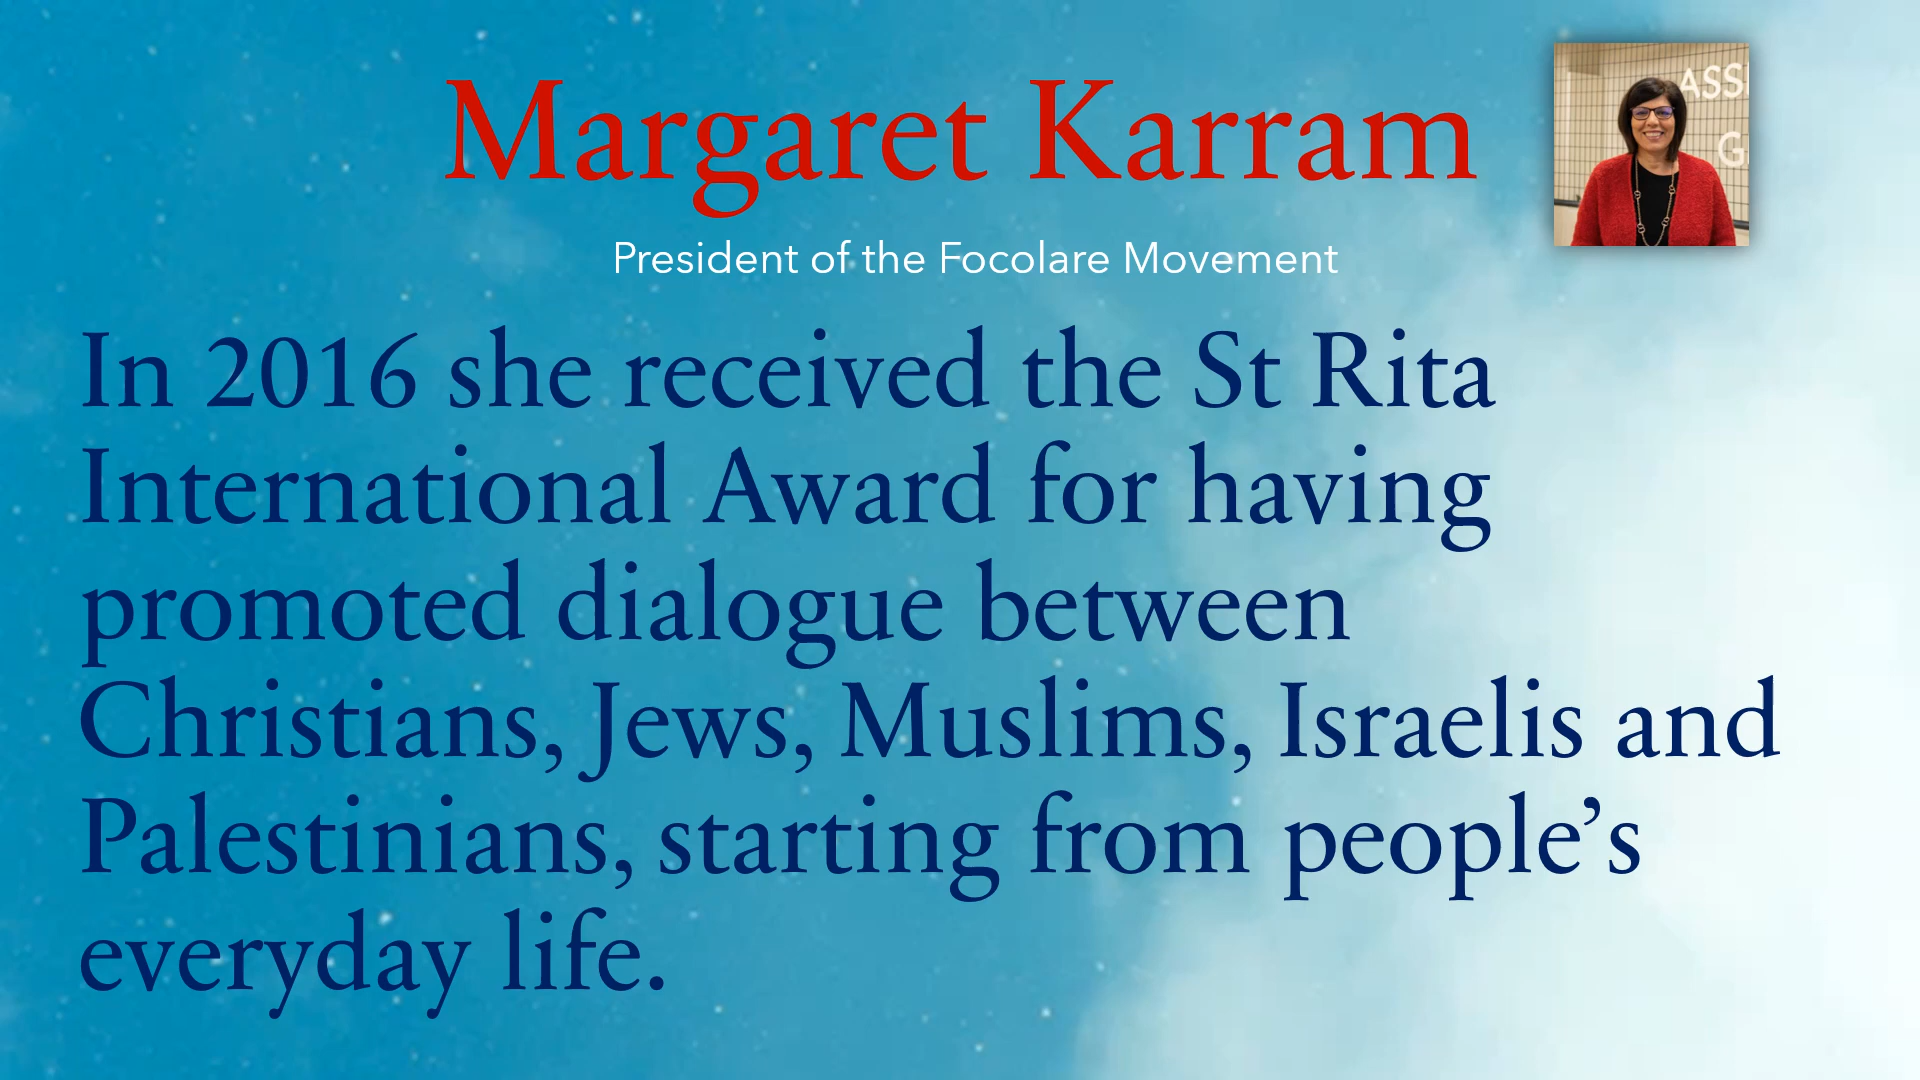 Margaret Karram
President of the Focolare Movement
In 2016 she received the St Rita
International Award for having
promoted dialogue between
Christians, Jews, Muslims, Israelis and
Palestinians, starting from people’s
everyday life.
ASS
G